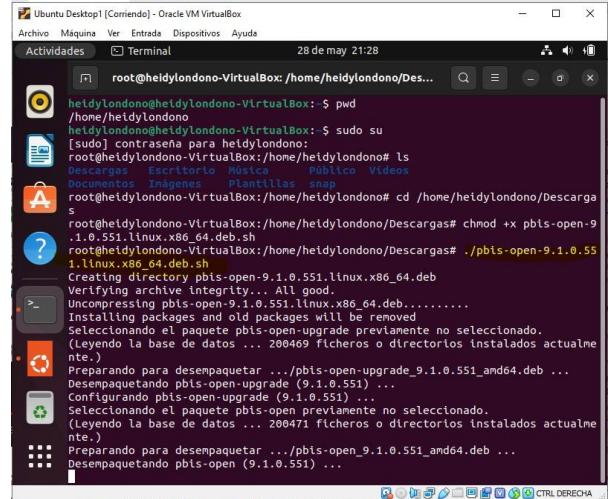 Ubuntu Desktop1 [Corriendo] - Oracle VM VirtualBox
Archivo Máquina Ver Entrada Dispositivos Ayuda
Actividades Terminal 28 de may 21:28
root@heidylondono-VirtualBox: /home/heidylondono/Des...
heidylondono@heidylondono-VirtualBox:~$ pwd
/home/heidylondono
heidylondono@heidylondono-VirtualBox:~$ sudo su
[sudo] contraseña para heidylondono:
root@heidylondono-VirtualBox:/home/heidylondono# ls
Descargas Escritorio Música Público Vídeos
Documentos Imágenes Plantillas snap
root@heidylondono-VirtualBox:/home/heidylondono# cd /home/heidylondono/Descarga
s
root@heidylondono-VirtualBox:/home/heidylondono/Descargas# chmod +x pbis-open-9
.1.0.551.linux.x86_64.deb.sh
root@heidylondono-VirtualBox:/home/heidylondono/Descargas# ./pbis-open-9.1.0.55
1.linux.x86_64.deb.sh
Creating directory pbis-open-9.1.0.551.linux.x86_64.deb
Verifying archive integrity... All good.
Uncompressing pbis-open-9.1.0.551.linux.x86_64.deb..........
Installing packages and old packages will be removed
Seleccionando el paquete pbis-open-upgrade previamente no seleccionado.
(Leyendo la base de datos ... 200469 ficheros o directorios instalados actualme
nte.)
Preparando para desempaquetar .../pbis-open-upgrade_9.1.0.551_amd64.deb ...
Desempaquetando pbis-open-upgrade (9.1.0.551) ...
Configurando pbis-open-upgrade (9.1.0.551) ...
Seleccionando el paquete pbis-open previamente no seleccionado.
(Leyendo la base de datos ... 200471 ficheros o directorios instalados actualme
nte.)
Preparando para desempaquetar .../pbis-open_9.1.0.551_amd64.deb ...
Desempaquetando pbis-open (9.1.0.551) ...
CTRL DERECHA